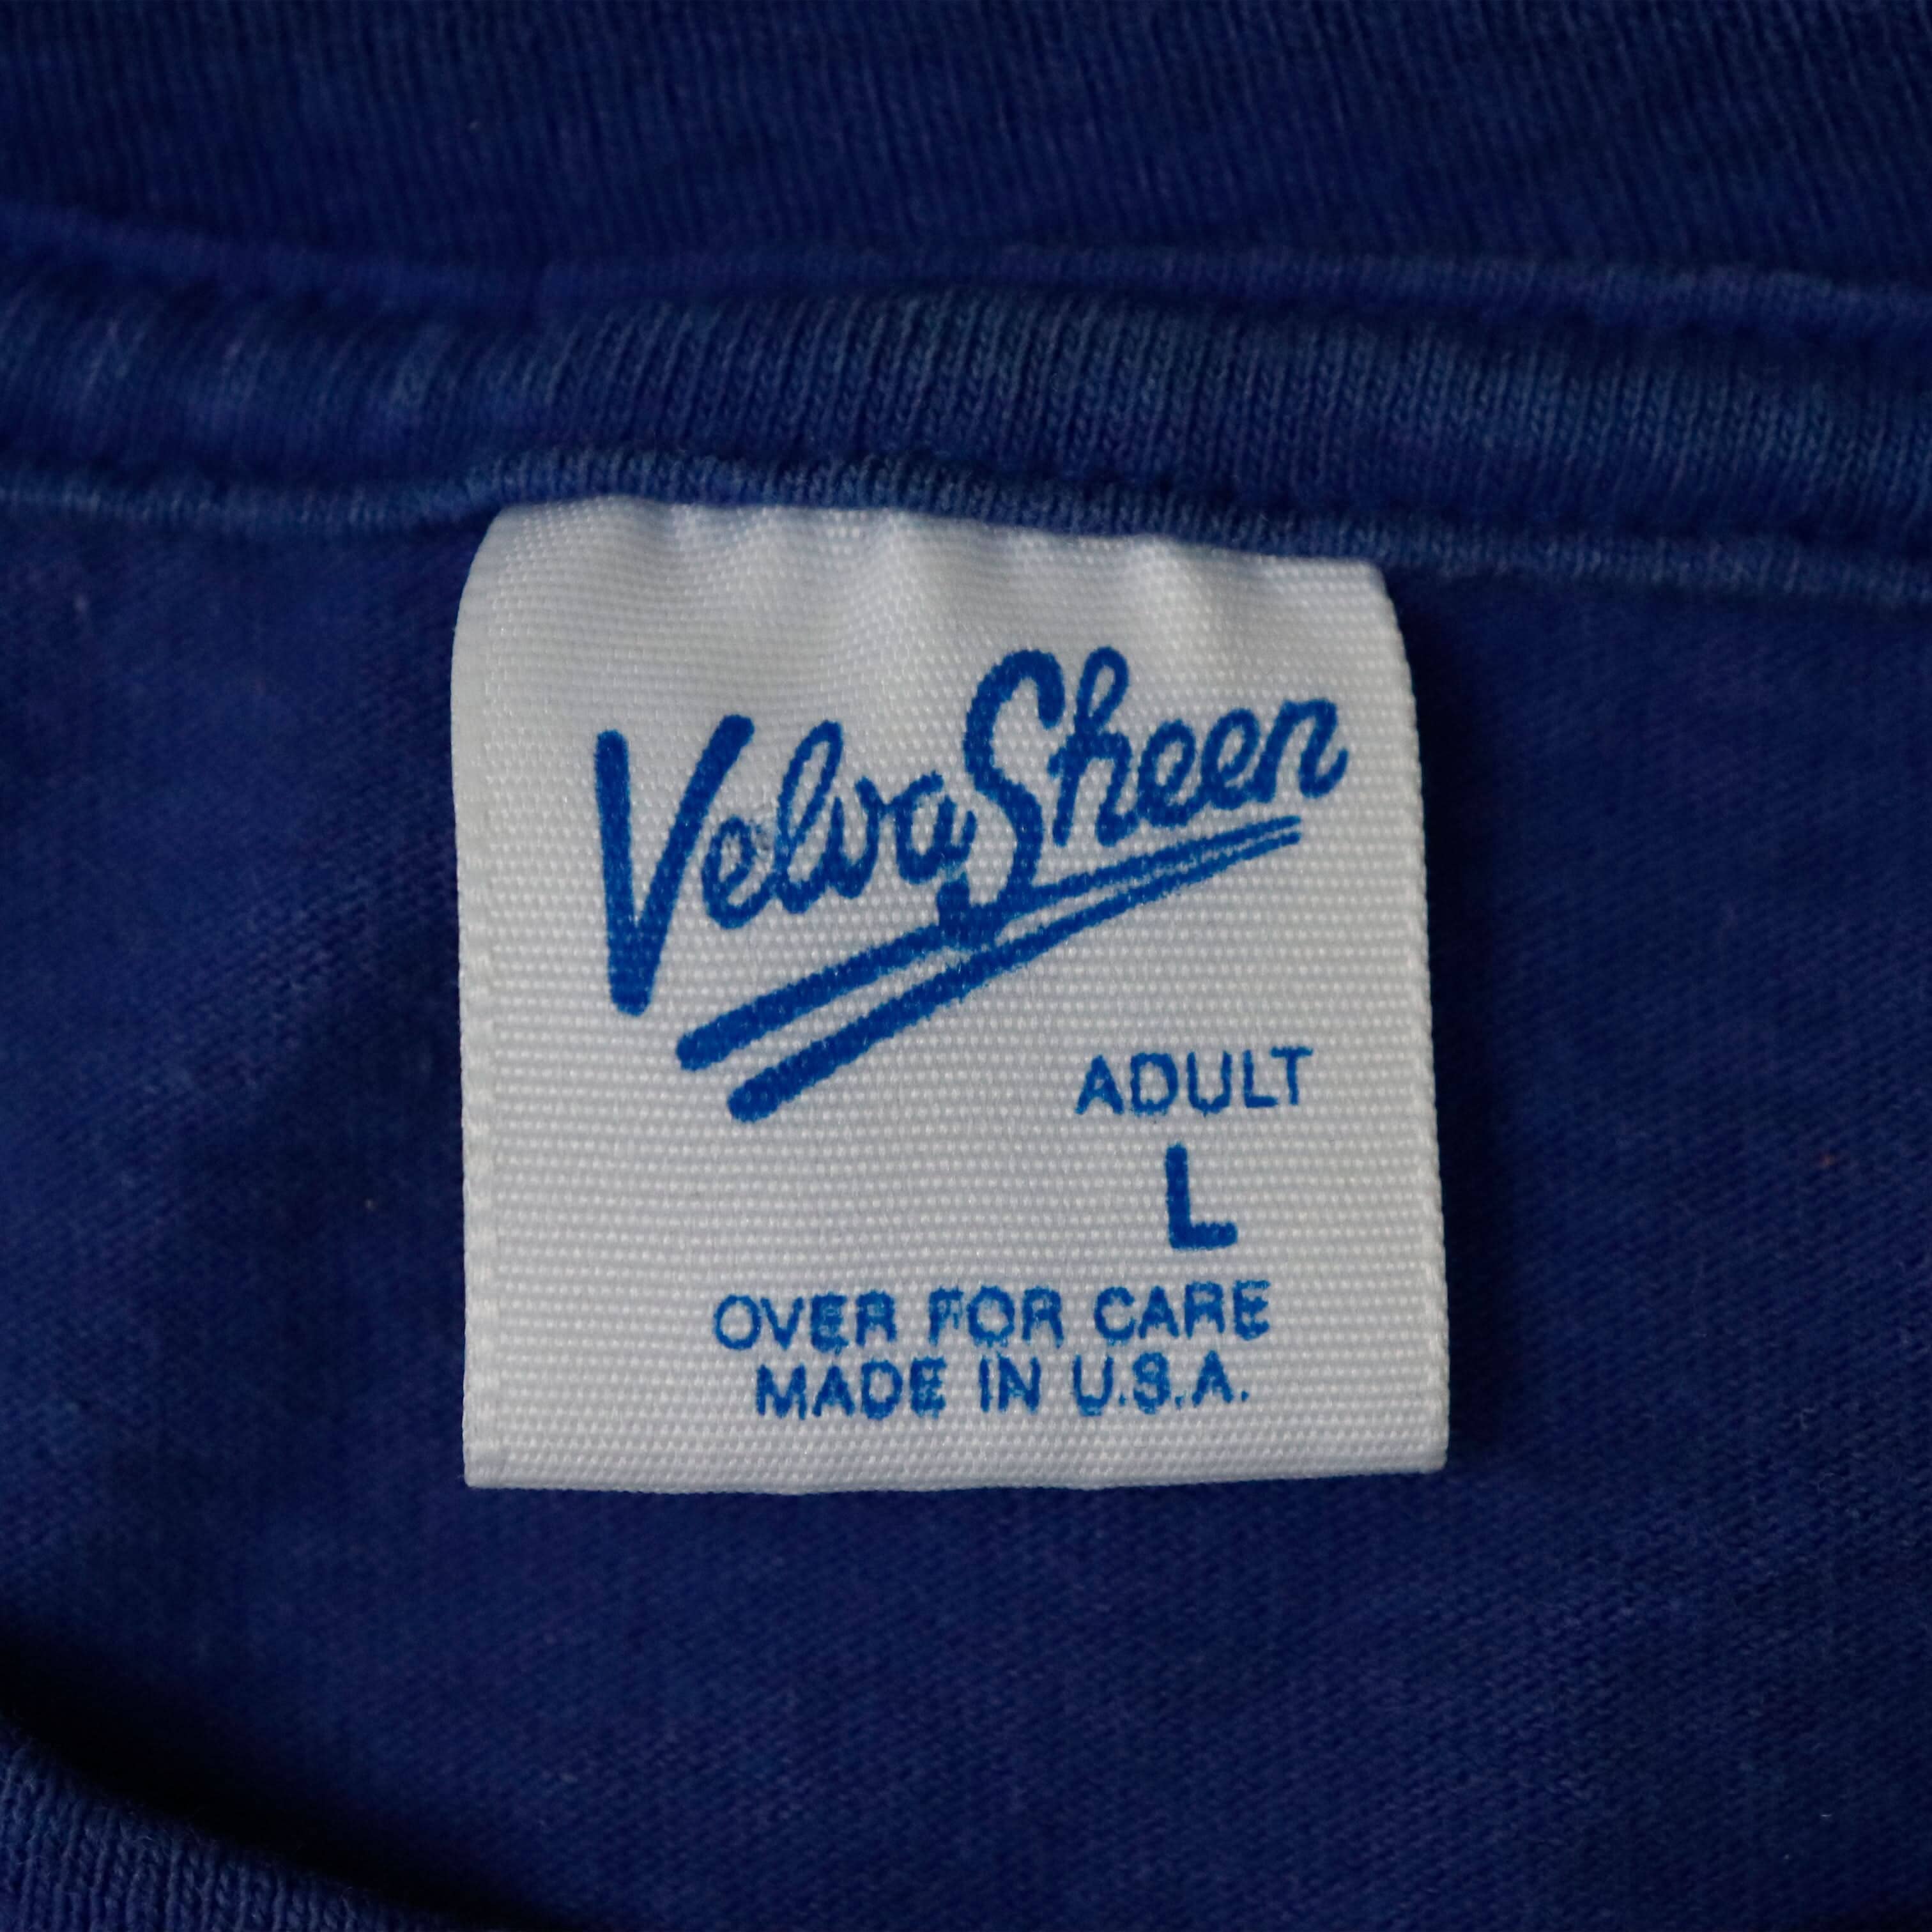 VelvaSheen
ADULT
L
OVER FOR CARE
MADE IN U.S.A.